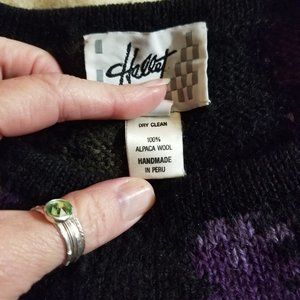 Hallet
DRY CLEAN
100%
ALPACA WOOL
HANDMADE
IN PERU